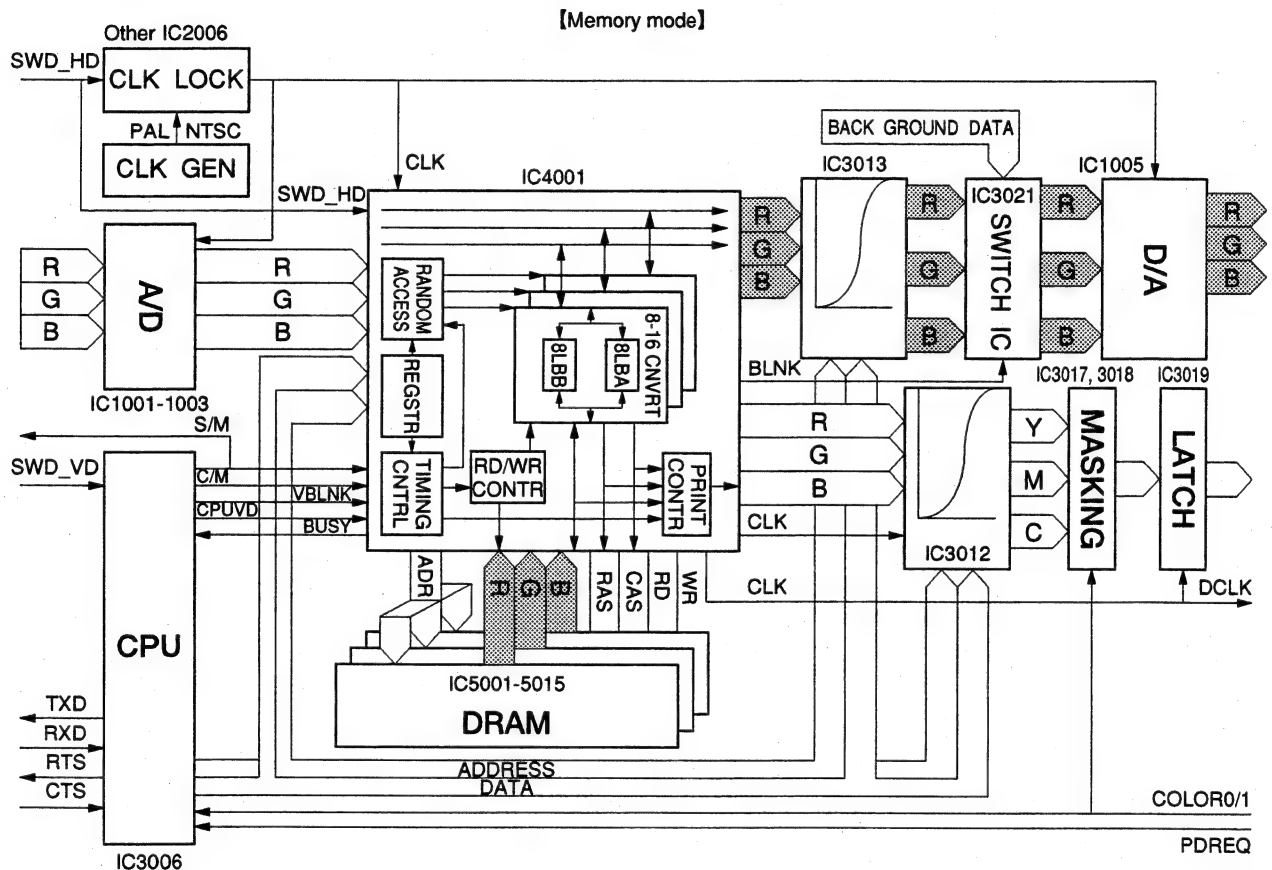 【Memory mode】
Other IC2006
SWD_HD
CLK LOCK
PAL
NTSC
CLK GEN
CLK
BACK GROUND DATA
SWD_HD
IC4001
IC3013
IC3021
SWITCH IC
IC1005
D/A
R
G
B
A/D
R
G
B
IC1001-1003
RANDOM ACCESS
REGSTR
TIMING CNTRL
8-16 CNVRT
8LBB
8LBA
RD/WR CONTR
PRINT CONTR
R
G
B
R
G
B
R
G
B
R
G
B
BLNK
R
G
B
CLK
IC3012
Y
M
C
IC3017, 3018
MASKING
IC3019
LATCH
S/M
SWD_VD
C/M
VBLNK
CPUVD
BUSY
CPU
ADR
R
G
B
RAS
CAS
RD
WR
CLK
DCLK
IC5001-5015
DRAM
TXD
RXD
RTS
CTS
ADDRESS
DATA
COLOR0/1
PDREQ
IC3006